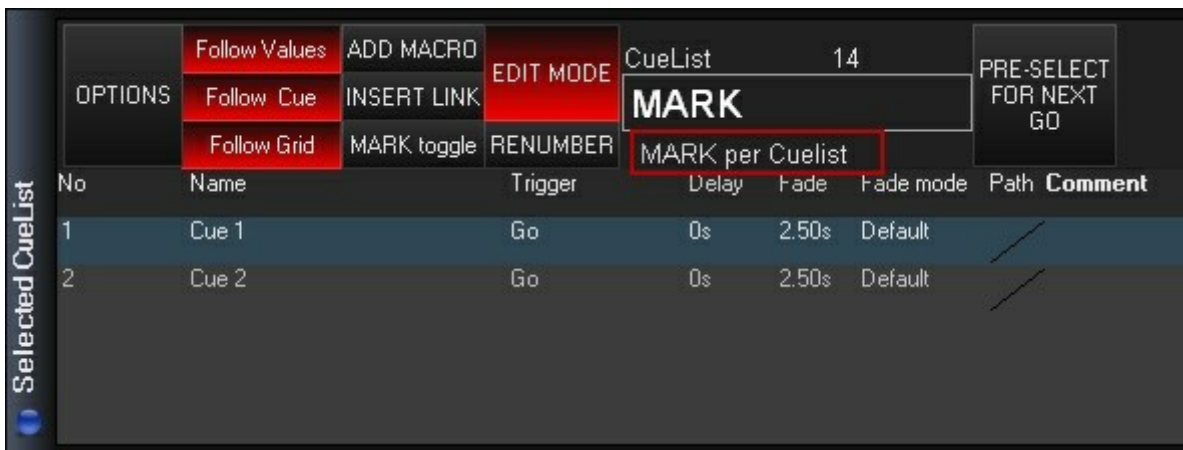 OPTIONS
Follow Values
Follow Cue
Follow Grid
ADD MACRO
INSERT LINK
MARK toggle
EDIT MODE
RENUMBER
CueList 14
MARK
MARK per Cuelist
PRE-SELECT
FOR NEXT
GO
No Name Trigger Delay Fade Fade mode Path Comment
1 Cue 1 Go 0s 2.50s Default
2 Cue 2 Go 0s 2.50s Default
Selected CueList